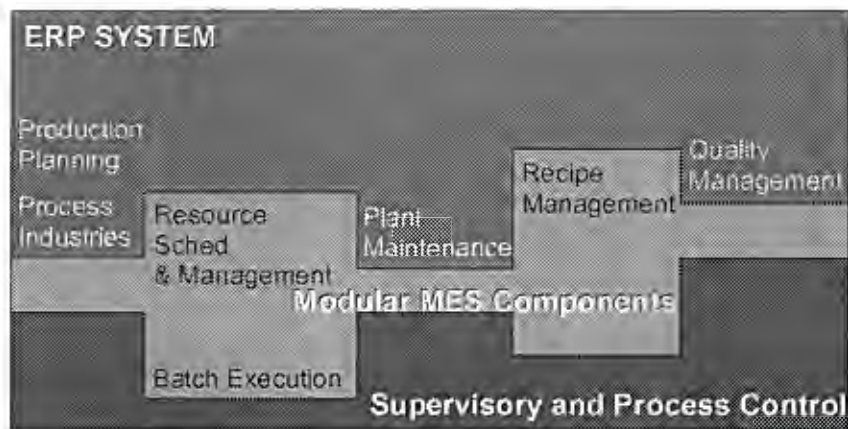 ERP SYSTEM
Production
Planning
Process
Industries
Resource
Sched
& Management
Batch Execution
Plant
Maintenance
Recipe
Management
Quality
Management
Modular MES Components
Supervisory and Process Control